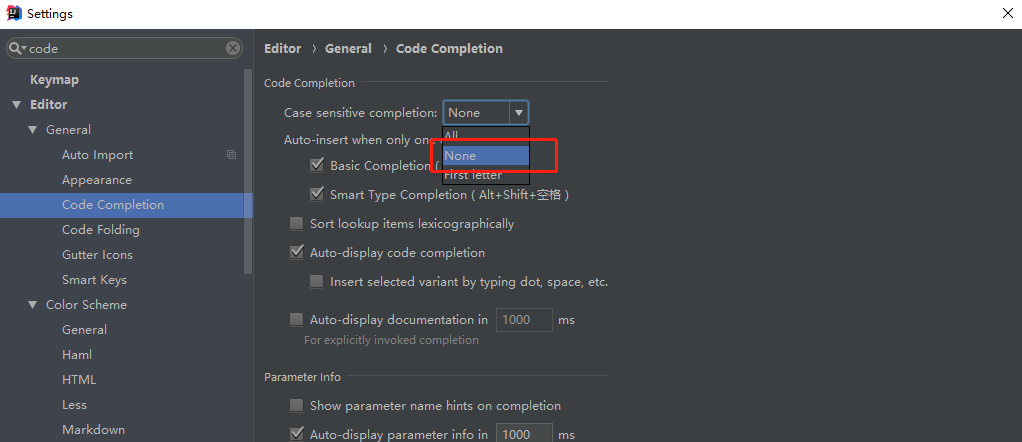 Settings
code
Keymap
Editor
General
Auto Import
Appearance
Code Completion
Code Folding
Gutter Icons
Smart Keys
Color Scheme
General
Haml
HTML
Less
Markdown
Editor › General › Code Completion
Code Completion
Case sensitive completion: None
All
None
First letter
Auto-insert when only one
Basic Completion (
Smart Type Completion ( Alt+Shift+空格 )
Sort lookup items lexicographically
Auto-display code completion
Insert selected variant by typing dot, space, etc.
Auto-display documentation in 1000 ms
For explicitly invoked completion
Parameter Info
Show parameter name hints on completion
Auto-display parameter info in 1000 ms